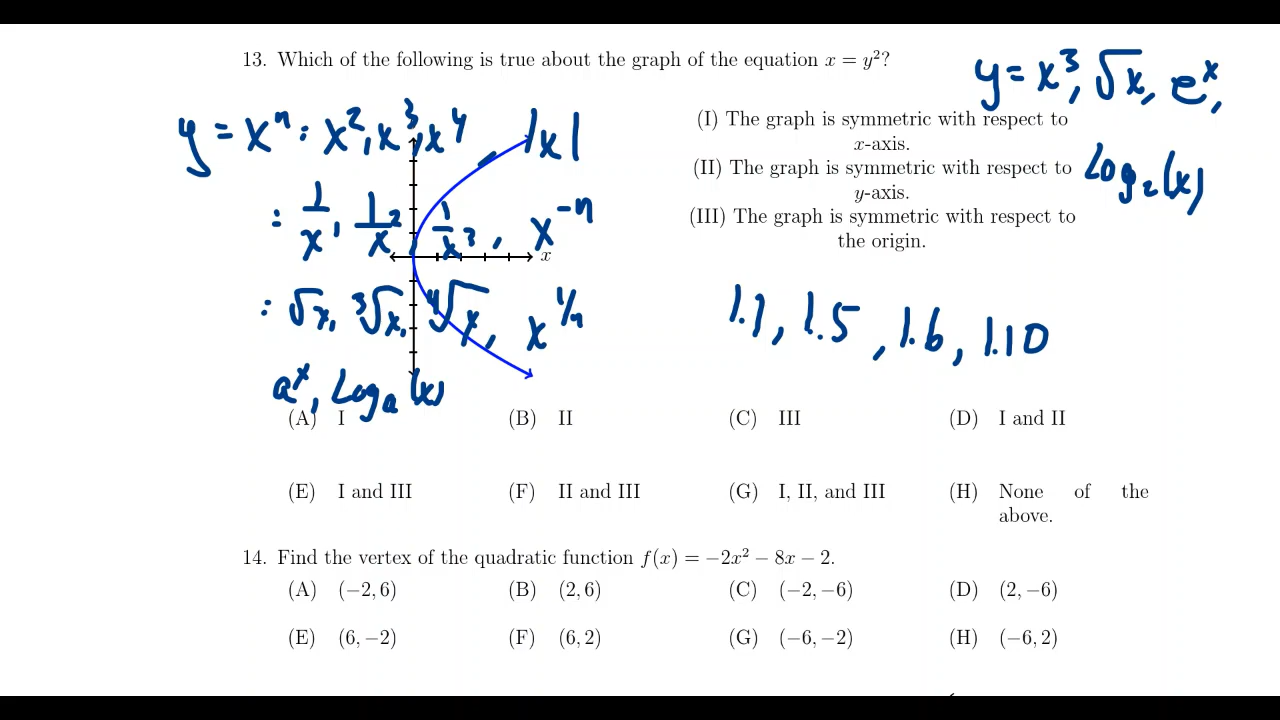 13. Which of the following is true about the graph of the equation x = y²?
y = x³, √x, eˣ,
log₂(x)
y = xⁿ : x², x³, x⁴, |x|
: 1/x, 1/x², 1/x³, x⁻ⁿ
: √x, ³√x, ⁴√x, x^(1/n)
aˣ, logₐ(x)
x
(I) The graph is symmetric with respect to
x-axis.
(II) The graph is symmetric with respect to
y-axis.
(III) The graph is symmetric with respect to
the origin.
1.1, 1.5, 1.6, 1.10
(A) I (B) II (C) III (D) I and II
(E) I and III (F) II and III (G) I, II, and III (H) None of the
above.
14. Find the vertex of the quadratic function f(x) = −2x² − 8x − 2.
(A) (−2, 6) (B) (2, 6) (C) (−2, −6) (D) (2, −6)
(E) (6, −2) (F) (6, 2) (G) (−6, −2) (H) (−6, 2)